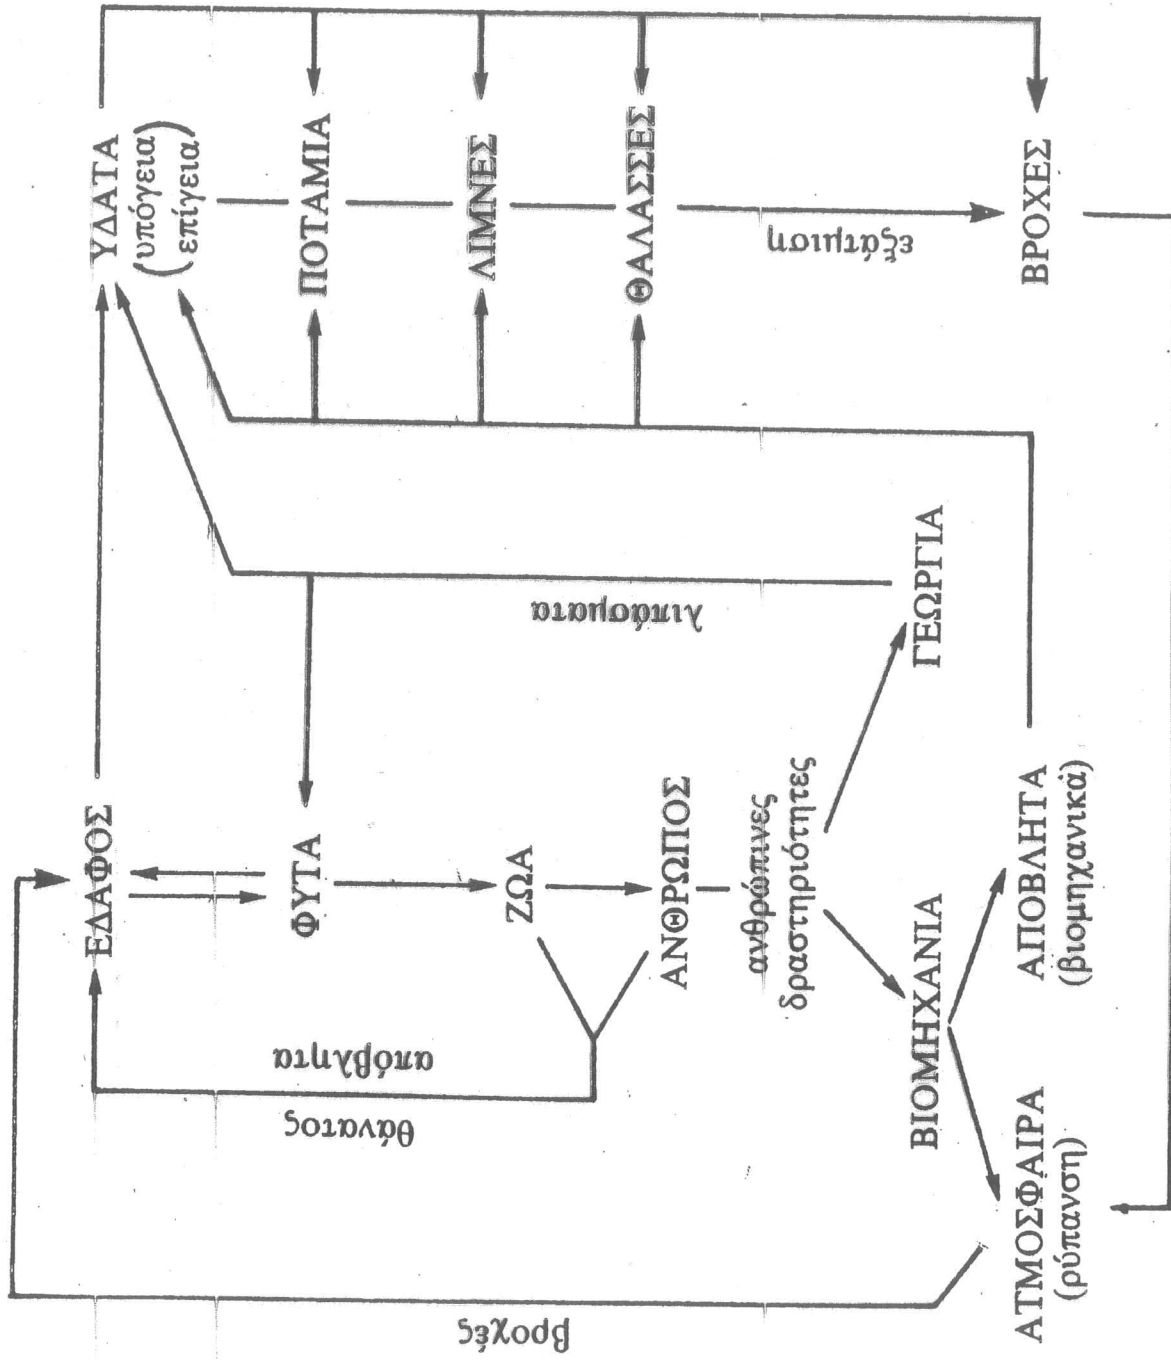 ΕΔΑΦΟΣ
ΥΔΑΤΑ
(υπόγεια
επίγεια)
ΦΥΤΑ
ΠΟΤΑΜΙΑ
απόβλητα
θάνατος
ΖΩΑ
ΛΙΜΝΕΣ
βροχές
λιπάσματα
ΑΝΘΡΩΠΟΣ
ΘΑΛΑΣΣΕΣ
ανθρώπινες
δραστηριότητες
εξάτμιση
ΒΙΟΜΗΧΑΝΙΑ
ΓΕΩΡΓΙΑ
ΑΤΜΟΣΦΑΙΡΑ
(ρύπανση)
ΑΠΟΒΛΗΤΑ
(βιομηχανικά)
ΒΡΟΧΕΣ